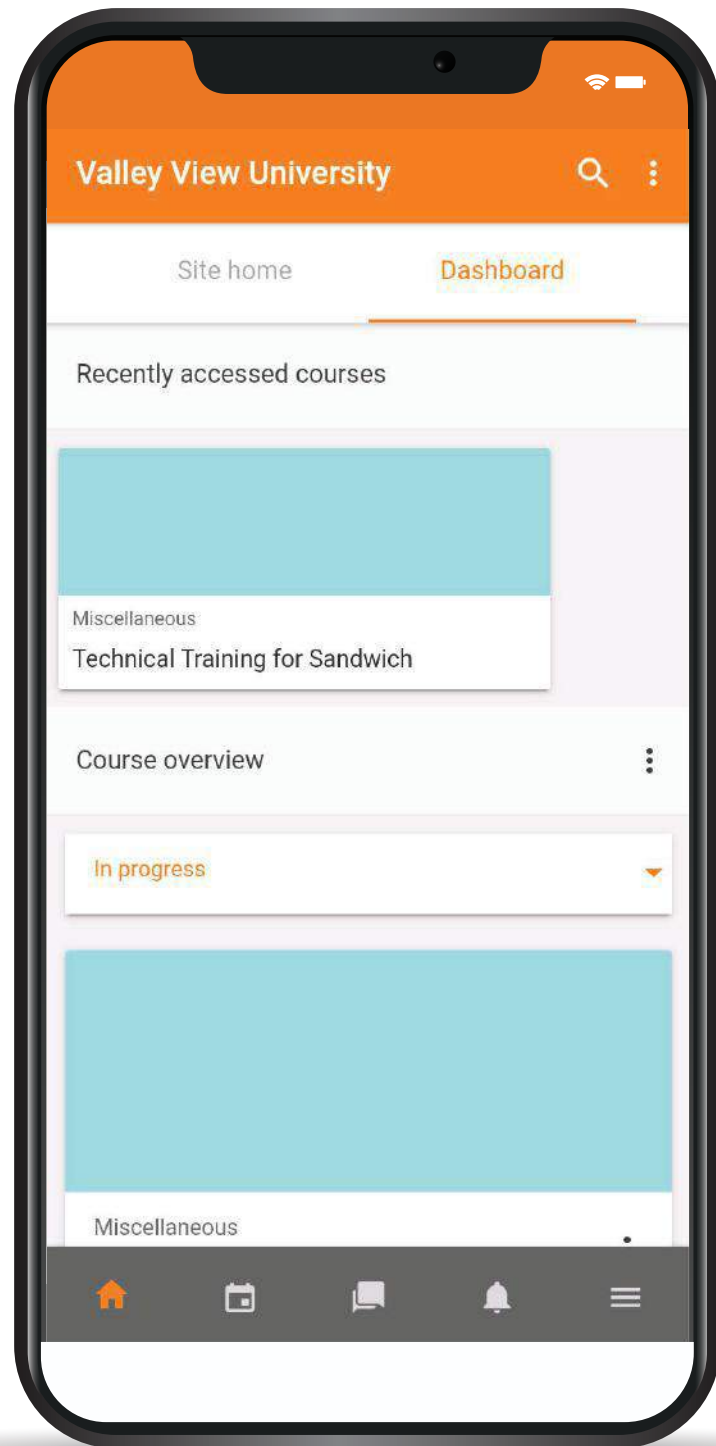 Valley View University
Site home
Dashboard
Recently accessed courses
Miscellaneous
Technical Training for Sandwich
Course overview
In progress
Miscellaneous